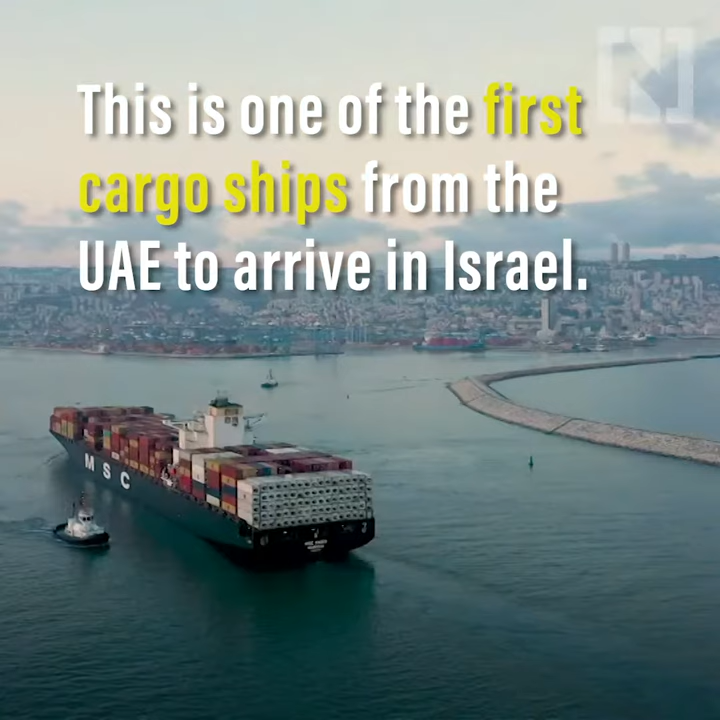 This is one of the first
cargo ships from the
UAE to arrive in Israel.
MSC